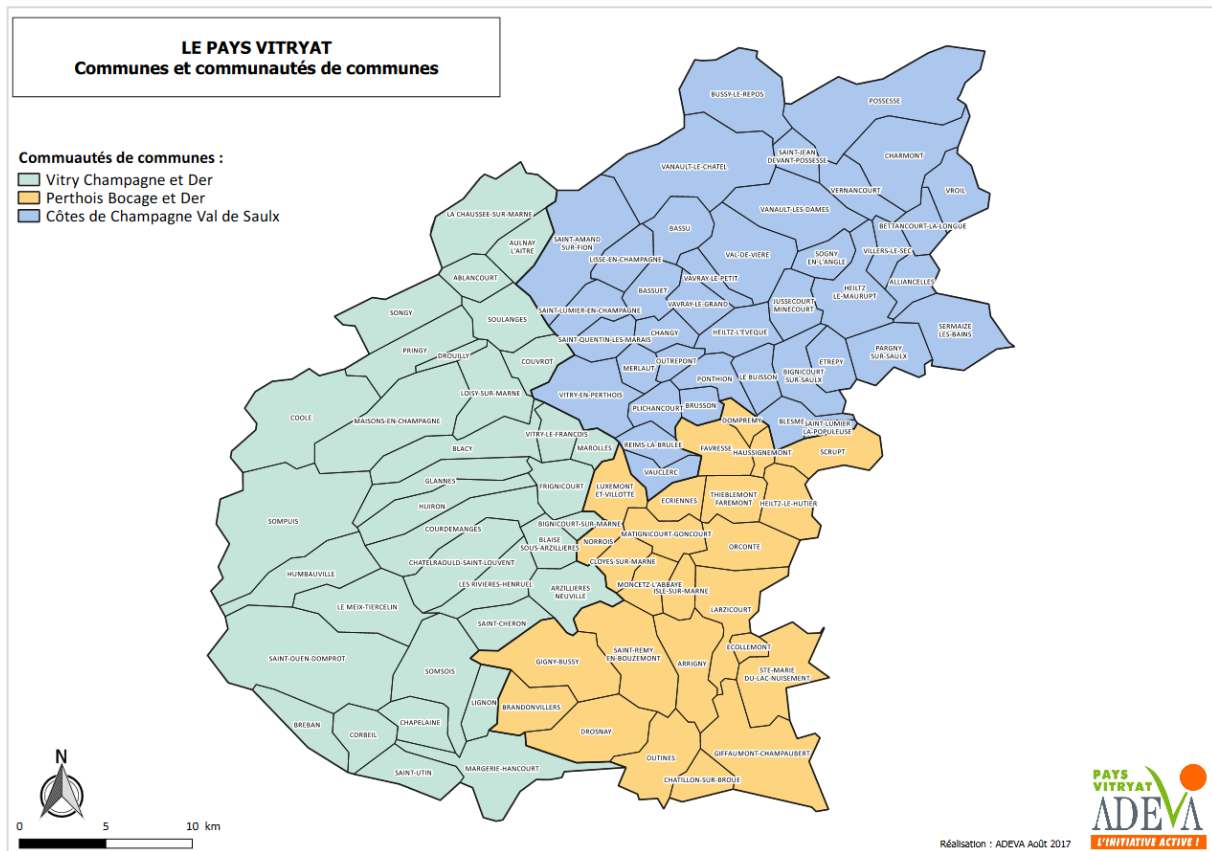 LE PAYS VITRYAT
Communes et communautés de communes
Commuautés de communes :
Vitry Champagne et Der
Perthois Bocage et Der
Côtes de Champagne Val de Saulx
BUSSY-LE-REPOS
POSSESSE
SAINT-JEAN
DEVANT-POSSESSE
CHARMONT
VANAULT-LE-CHATEL
VERNANCOURT
VROIL
VANAULT-LES-DAMES
LA CHAUSSEE-SUR-MARNE
BETTANCOURT-LA-LONGUE
BASSU
SAINT-AMAND
SUR-FION
AULNAY
L'AITRE
LISSE-EN-CHAMPAGNE
VAL-DE-VIERE
SOGNY
EN-L'ANGLE
VILLERS-LE-SEC
ABLANCOURT
VAVRAY-LE-PETIT
ALLIANCELLES
BASSUET
HEILTZ
LE-MAURUPT
VAVRAY-LE-GRAND
JUSSECOURT
MINECOURT
SAINT-LUMIER-EN-CHAMPAGNE
SONGY
SOULANGES
SERMAIZE
LES-BAINS
CHANGY
HEILTZ-L'EVEQUE
SAINT-QUENTIN-LES-MARAIS
PRINGY
DROUILLY
COUVROT
PARGNY
SUR-SAULX
MERLAUT
OUTREPONT
ETREPY
PONTHION
LE BUISSON
BIGNICOURT
SUR-SAULX
LOISY-SUR-MARNE
VITRY-EN-PERTHOIS
PLICHANCOURT
BRUSSON
COOLE
MAISONS-EN-CHAMPAGNE
DOMPREMY
BLESME
SAINT-LUMIER
LA-POPULEUSE
VITRY-LE-FRANCOIS
MAROLLES
REIMS-LA-BRULEE
FAVRESSE
HAUSSIGNEMONT
SCRUPT
BLACY
VAUCLERC
GLANNES
FRIGNICOURT
LUXEMONT
ET-VILLOTTE
ECRIENNES
THIEBLEMONT
FAREMONT
HEILTZ-LE-HUTIER
HUIRON
SOMPUIS
COURDEMANGES
BIGNICOURT-SUR-MARNE
MATIGNICOURT-GONCOURT
BLAISE
SOUS-ARZILLIERES
NORROIS
ORCONTE
CHATELRAOULD-SAINT-LOUVENT
CLOYES-SUR-MARNE
HUMBAUVILLE
LES RIVIERES-HENRUEL
ARZILLIERES
NEUVILLE
MONCETZ-L'ABBAYE
ISLE-SUR-MARNE
LE MEIX-TIERCELIN
LARZICOURT
SAINT-CHERON
ECOLLEMONT
SAINT-OUEN-DOMPROT
SOMSOIS
GIGNY-BUSSY
SAINT-REMY
EN-BOUZEMONT
ARRIGNY
STE-MARIE
DU-LAC-NUISEMENT
LIGNON
BRANDONVILLERS
BREBAN
CORBEIL
CHAPELAINE
DROSNAY
GIFFAUMONT-CHAMPAUBERT
OUTINES
SAINT-UTIN
MARGERIE-HANCOURT
CHATILLON-SUR-BROUE
N
0 5 10 km
PAYS
VITRYAT
ADEVA
L'INITIATIVE ACTIVE !
Réalisation : ADEVA Août 2017